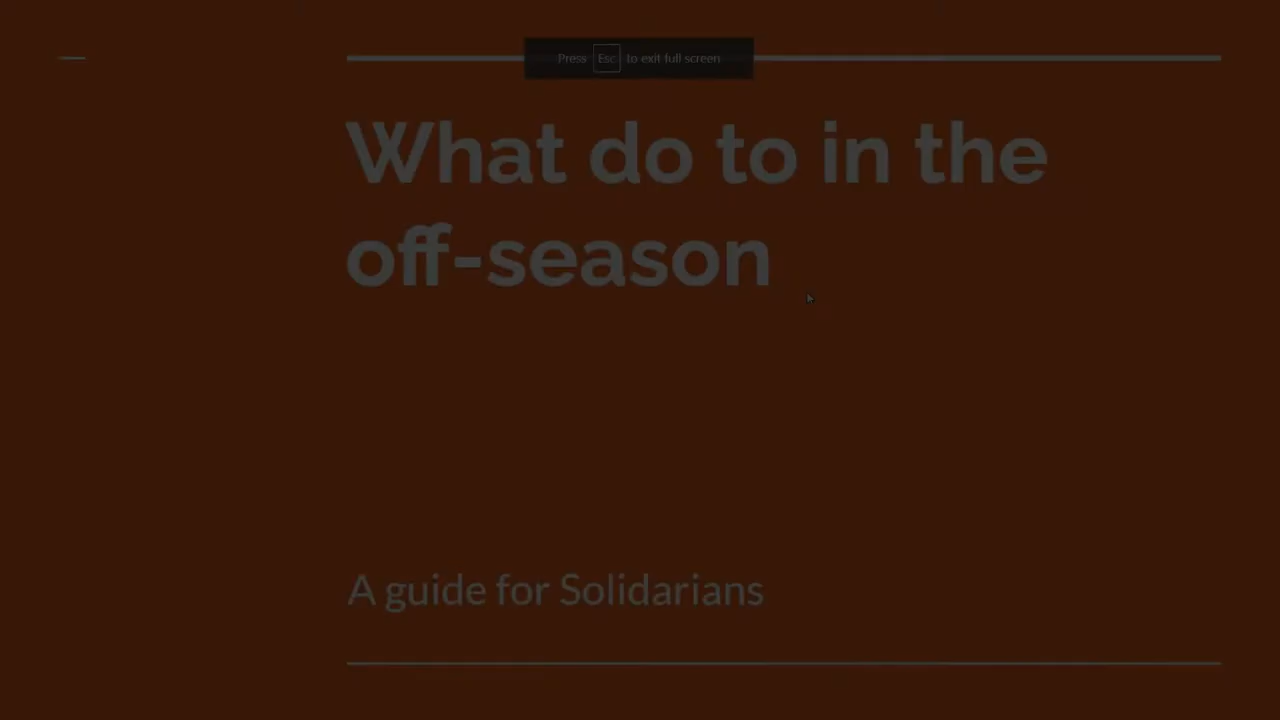 Press Esc to exit full screen
What do to in the
off-season
A guide for Solidarians